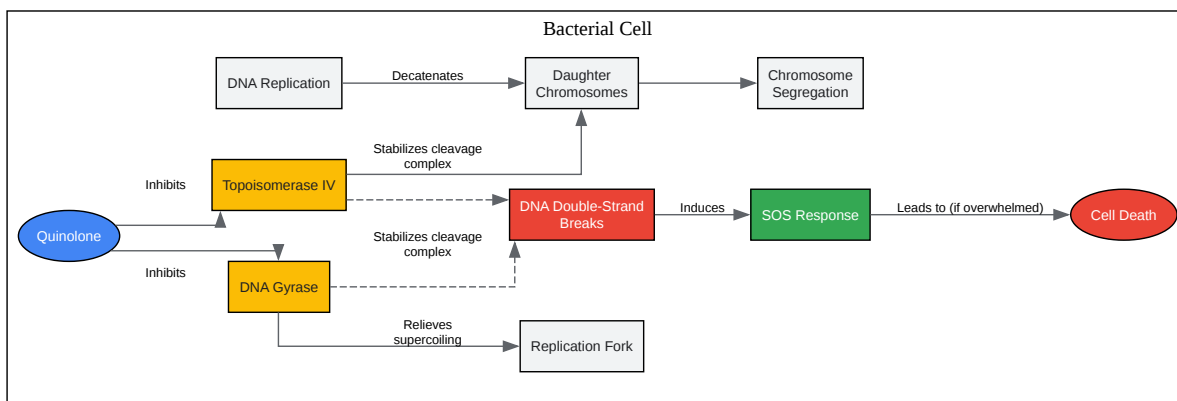 Bacterial Cell
DNA Replication
Decatenates
Daughter
Chromosomes
Chromosome
Segregation
Stabilizes cleavage
complex
Inhibits
Topoisomerase IV
DNA Double-Strand
Breaks
Induces
SOS Response
Leads to (if overwhelmed)
Cell Death
Quinolone
Stabilizes cleavage
complex
Inhibits
DNA Gyrase
Relieves
supercoiling
Replication Fork